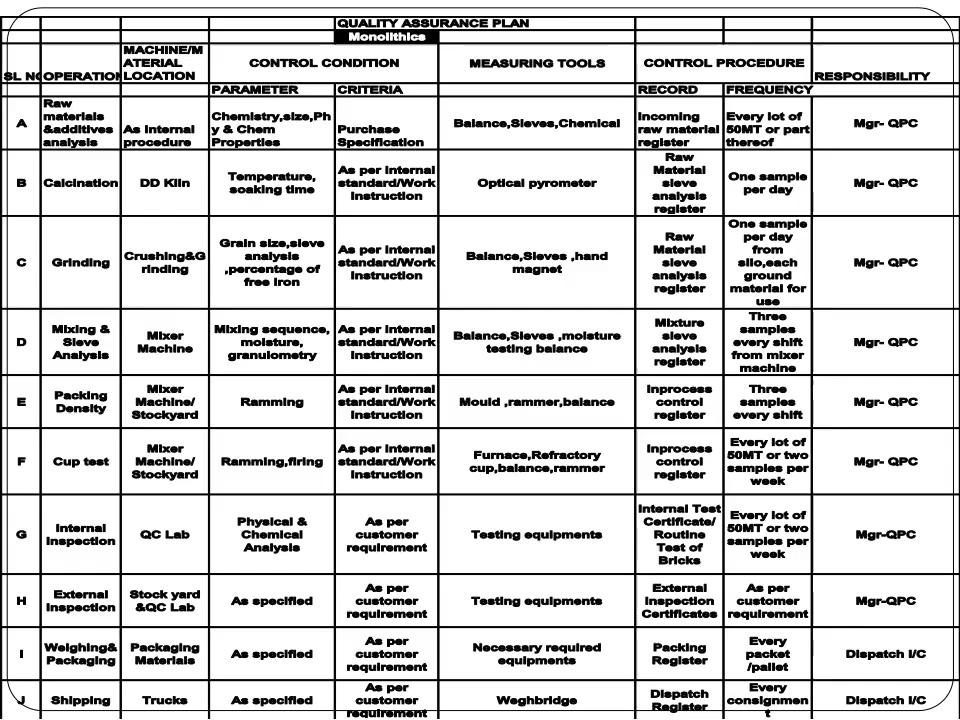 QUALITY ASSURANCE PLAN
Monolithics
SL NO OPERATION MACHINE/M ATERIAL LOCATION CONTROL CONDITION MEASURING TOOLS CONTROL PROCEDURE RESPONSIBILITY
PARAMETER CRITERIA RECORD FREQUENCY
A Raw materials &additives analysis As internal procedure Chemistry,size,Ph y & Chem Properties Purchase Specification Balance,Sieves,Chemical Incoming raw material register Every lot of 50MT or part thereof Mgr- QPC
B Calcination DD Kiln Temperature, soaking time As per internal standard/Work instruction Optical pyrometer Raw Material sieve analysis register One sample per day Mgr- QPC
C Grinding Crushing&G rinding Grain size,sieve analysis ,percentage of free iron As per internal standard/Work instruction Balance,Sieves ,hand magnet Raw Material sieve analysis register One sample per day from silo,each ground material for use Mgr- QPC
D Mixing & Sieve Analysis Mixer Machine Mixing sequence, moisture, granulometry As per internal standard/Work instruction Balance,Sieves ,moisture testing balance Mixture sieve analysis register Three samples every shift from mixer machine Mgr- QPC
E Packing Density Mixer Machine/ Stockyard Ramming As per internal standard/Work instruction Mould ,rammer,balance Inprocess control register Three samples every shift Mgr- QPC
F Cup test Mixer Machine/ Stockyard Ramming,firing As per internal standard/Work instruction Furnace,Refractory cup,balance,rammer Inprocess control register Every lot of 50MT or two samples per week Mgr- QPC
G Internal inspection QC Lab Physical & Chemical Analysis As per customer requirement Testing equipments Internal Test Certificate/ Routine Test of Bricks Every lot of 50MT or two samples per week Mgr-QPC
H External inspection Stock yard &QC Lab As specified As per customer requirement Testing equipments External inspection Certificates As per customer requirement Mgr-QPC
I Weighing& Packaging Packaging Materials As specified As per customer requirement Necessary required equipments Packing Register Every packet /pallet Dispatch I/C
J Shipping Trucks As specified As per customer requirement Weghbridge Dispatch Register Every consignmen t Dispatch I/C